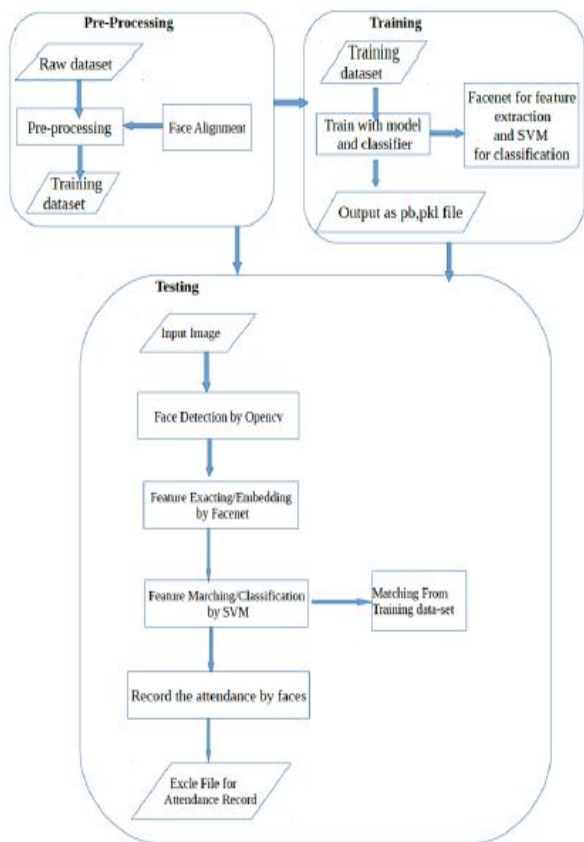 Pre-Processing
Raw dataset
Pre-processing
Face Alignment
Training
dataset
Training
Training
dataset
Train with model
and classifier
Facenet for feature
extraction
and SVM
for classification
Output as pb,pkl file
Testing
Input Image
Face Detection by Opencv
Feature Exacting/Embedding
by Facenet
Feature Marching/Classification
by SVM
Matching From
Training data-set
Record the attendance by faces
Excle File for
Attendance Record